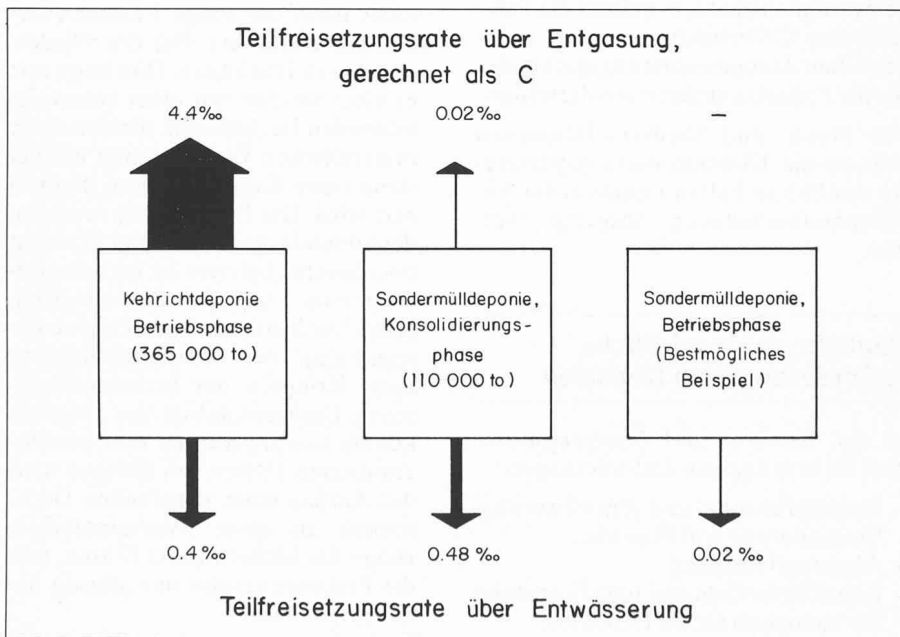 Teilfreisetzungsrate über Entgasung,
gerechnet als C
4.4‰ 0.02‰ –
Kehrichtdeponie
Betriebsphase
(365 000 to)
Sondermülldeponie,
Konsolidierungs-
phase
(110 000 to)
Sondermülldeponie,
Betriebsphase
(Bestmögliches
Beispiel)
0.4‰ 0.48‰ 0.02‰
Teilfreisetzungsrate über Entwässerung